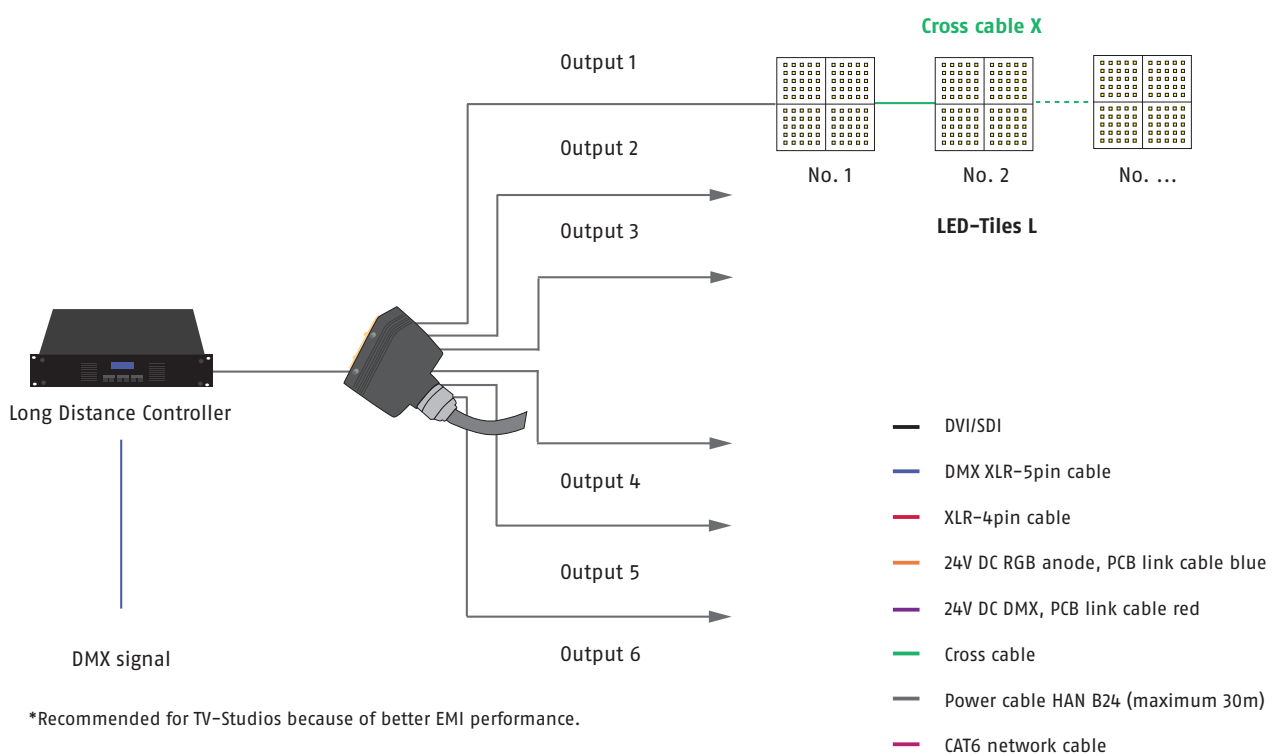 Cross cable X
Output 1
Output 2
No. 1
No. 2
No. ...
Output 3
LED-Tiles L
Long Distance Controller
Output 4
Output 5
DMX signal
Output 6
DVI/SDI
DMX XLR-5pin cable
XLR-4pin cable
24V DC RGB anode, PCB link cable blue
24V DC DMX, PCB link cable red
Cross cable
Power cable HAN B24 (maximum 30m)
CAT6 network cable
*Recommended for TV-Studios because of better EMI performance.